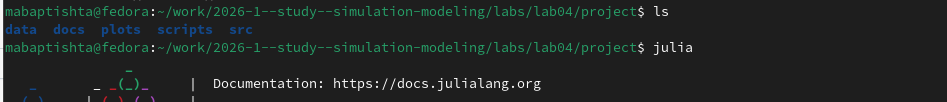 mabaptishta@fedora:~/work/2026-1--study--simulation-modeling/labs/lab04/project$ ls
data docs plots scripts src
mabaptishta@fedora:~/work/2026-1--study--simulation-modeling/labs/lab04/project$ julia
_
_ _ _(_)_ | Documentation: https://docs.julialang.org